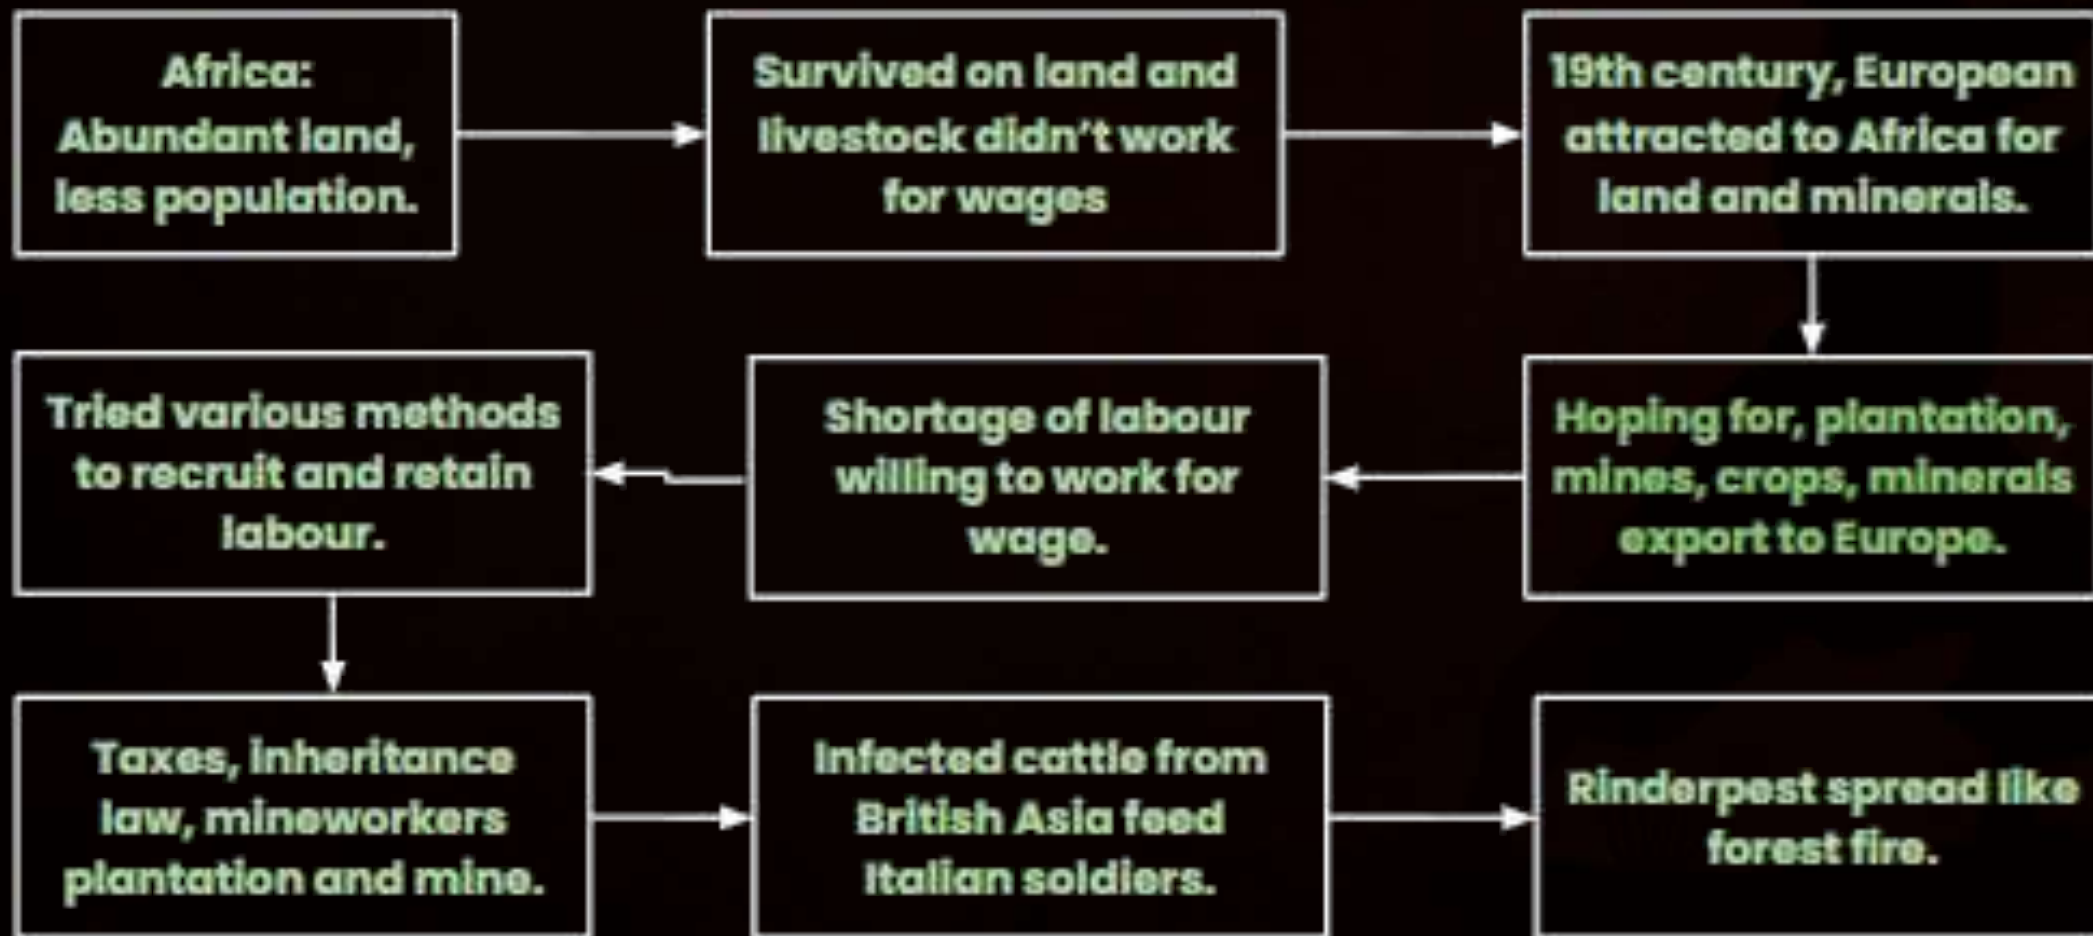 Africa:
Abundant land,
less population.
Survived on land and
livestock didn't work
for wages
19th century, European
attracted to Africa for
land and minerals.
Hoping for, plantation,
mines, crops, minerals
export to Europe.
Shortage of labour
willing to work for
wage.
Tried various methods
to recruit and retain
labour.
Taxes, inheritance
law, mineworkers
plantation and mine.
Infected cattle from
British Asia feed
Italian soldiers.
Rinderpest spread like
forest fire.